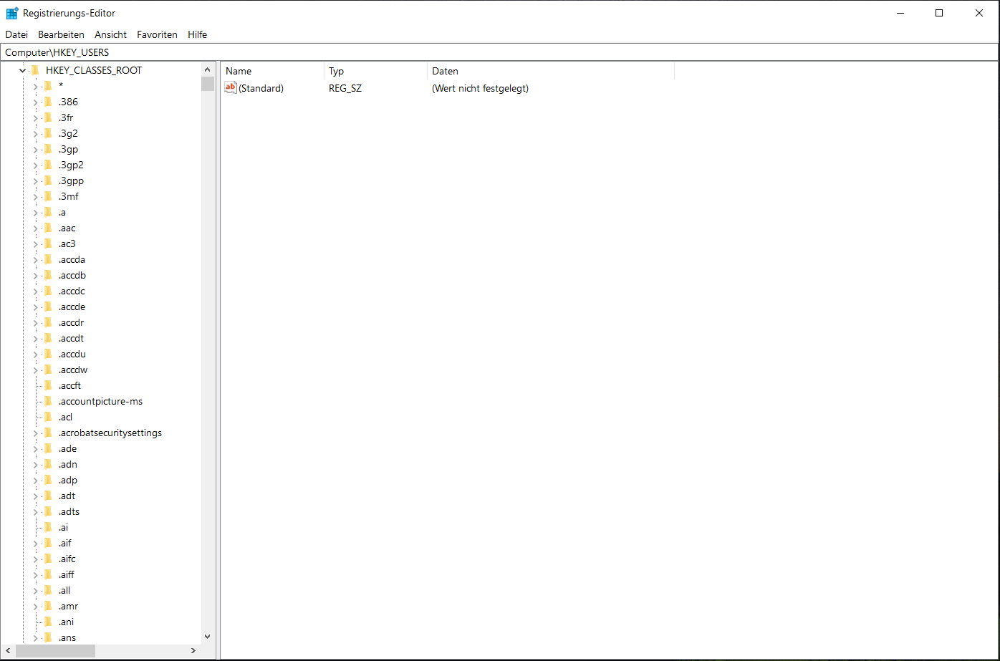 Registrierungs-Editor
Datei Bearbeiten Ansicht Favoriten Hilfe
Computer\HKEY_USERS
HKEY_CLASSES_ROOT
*
.386
.3fr
.3g2
.3gp
.3gp2
.3gpp
.3mf
.a
.aac
.ac3
.accda
.accdb
.accdc
.accde
.accdr
.accdt
.accdu
.accdw
.accft
.accountpicture-ms
.acl
.acrobatsecuritysettings
.ade
.adn
.adp
.adt
.adts
.ai
.aif
.aifc
.aiff
.all
.amr
.ani
.ans
Name Typ Daten
ab (Standard) REG_SZ (Wert nicht festgelegt)